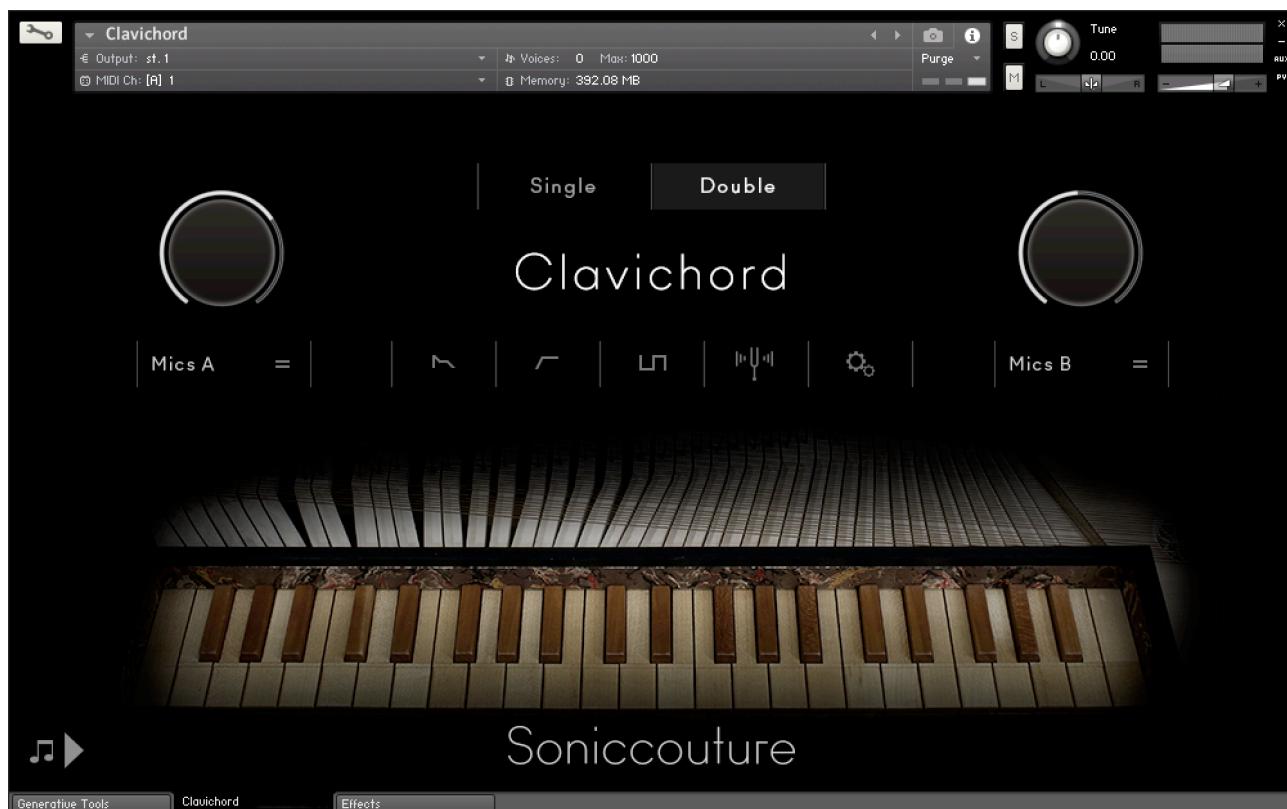 Clavichord
Output: st. 1
Voices: 0 Max: 1000
Purge
MIDI Ch: [A] 1
Memory: 392.08 MB
S
M
Tune
0.00
L R
- +
×
-
AUX
PV
Single Double
Clavichord
Mics A
Mics B
Soniccouture
Generative Tools Clavichord Effects